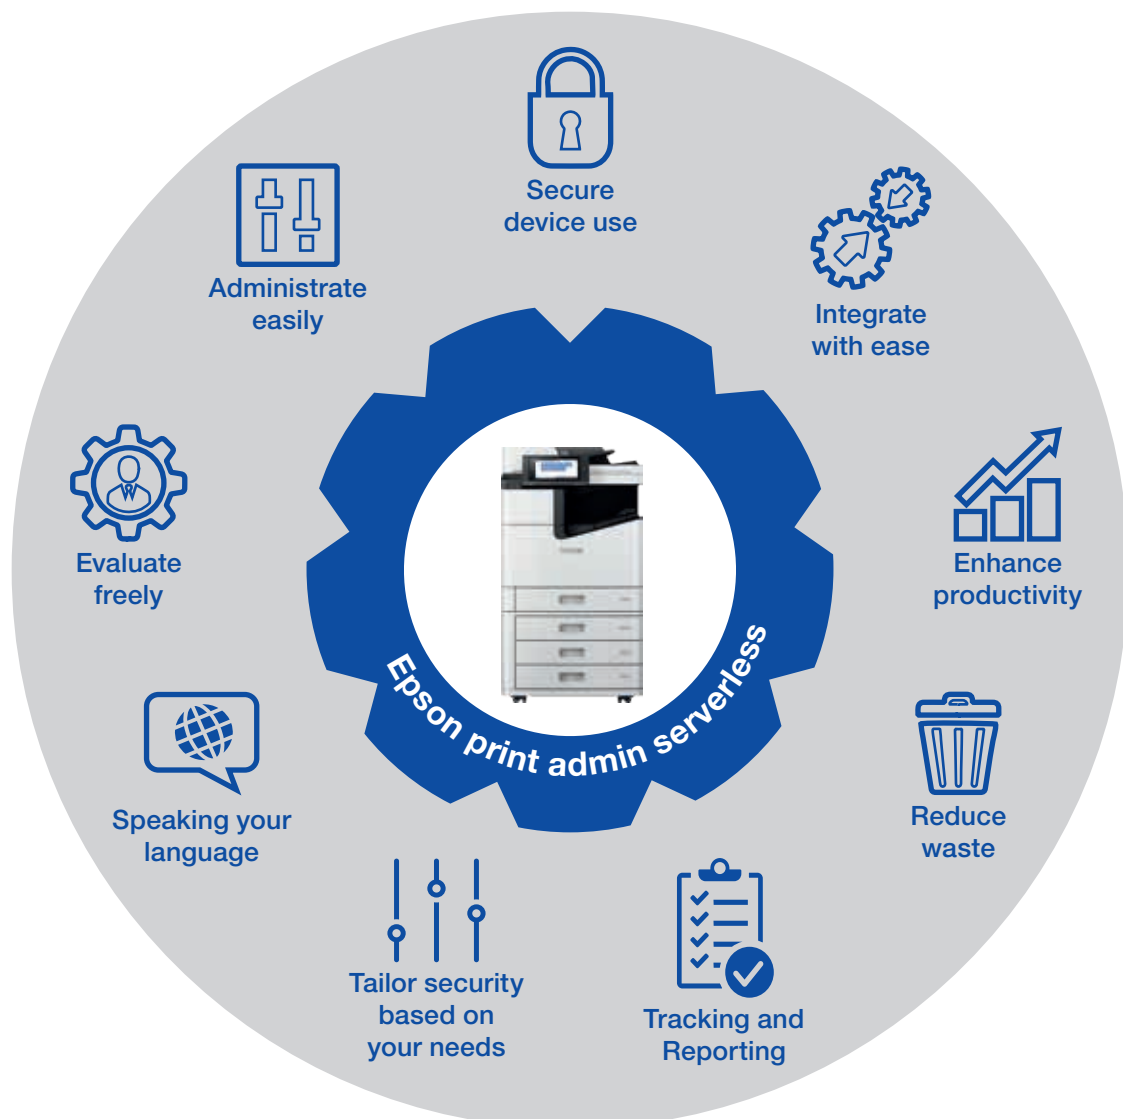 Secure
device use
Integrate
with ease
Enhance
productivity
Reduce
waste
Tracking and
Reporting
Tailor security
based on
your needs
Speaking your
language
Evaluate
freely
Administrate
easily
Epson print admin serverless